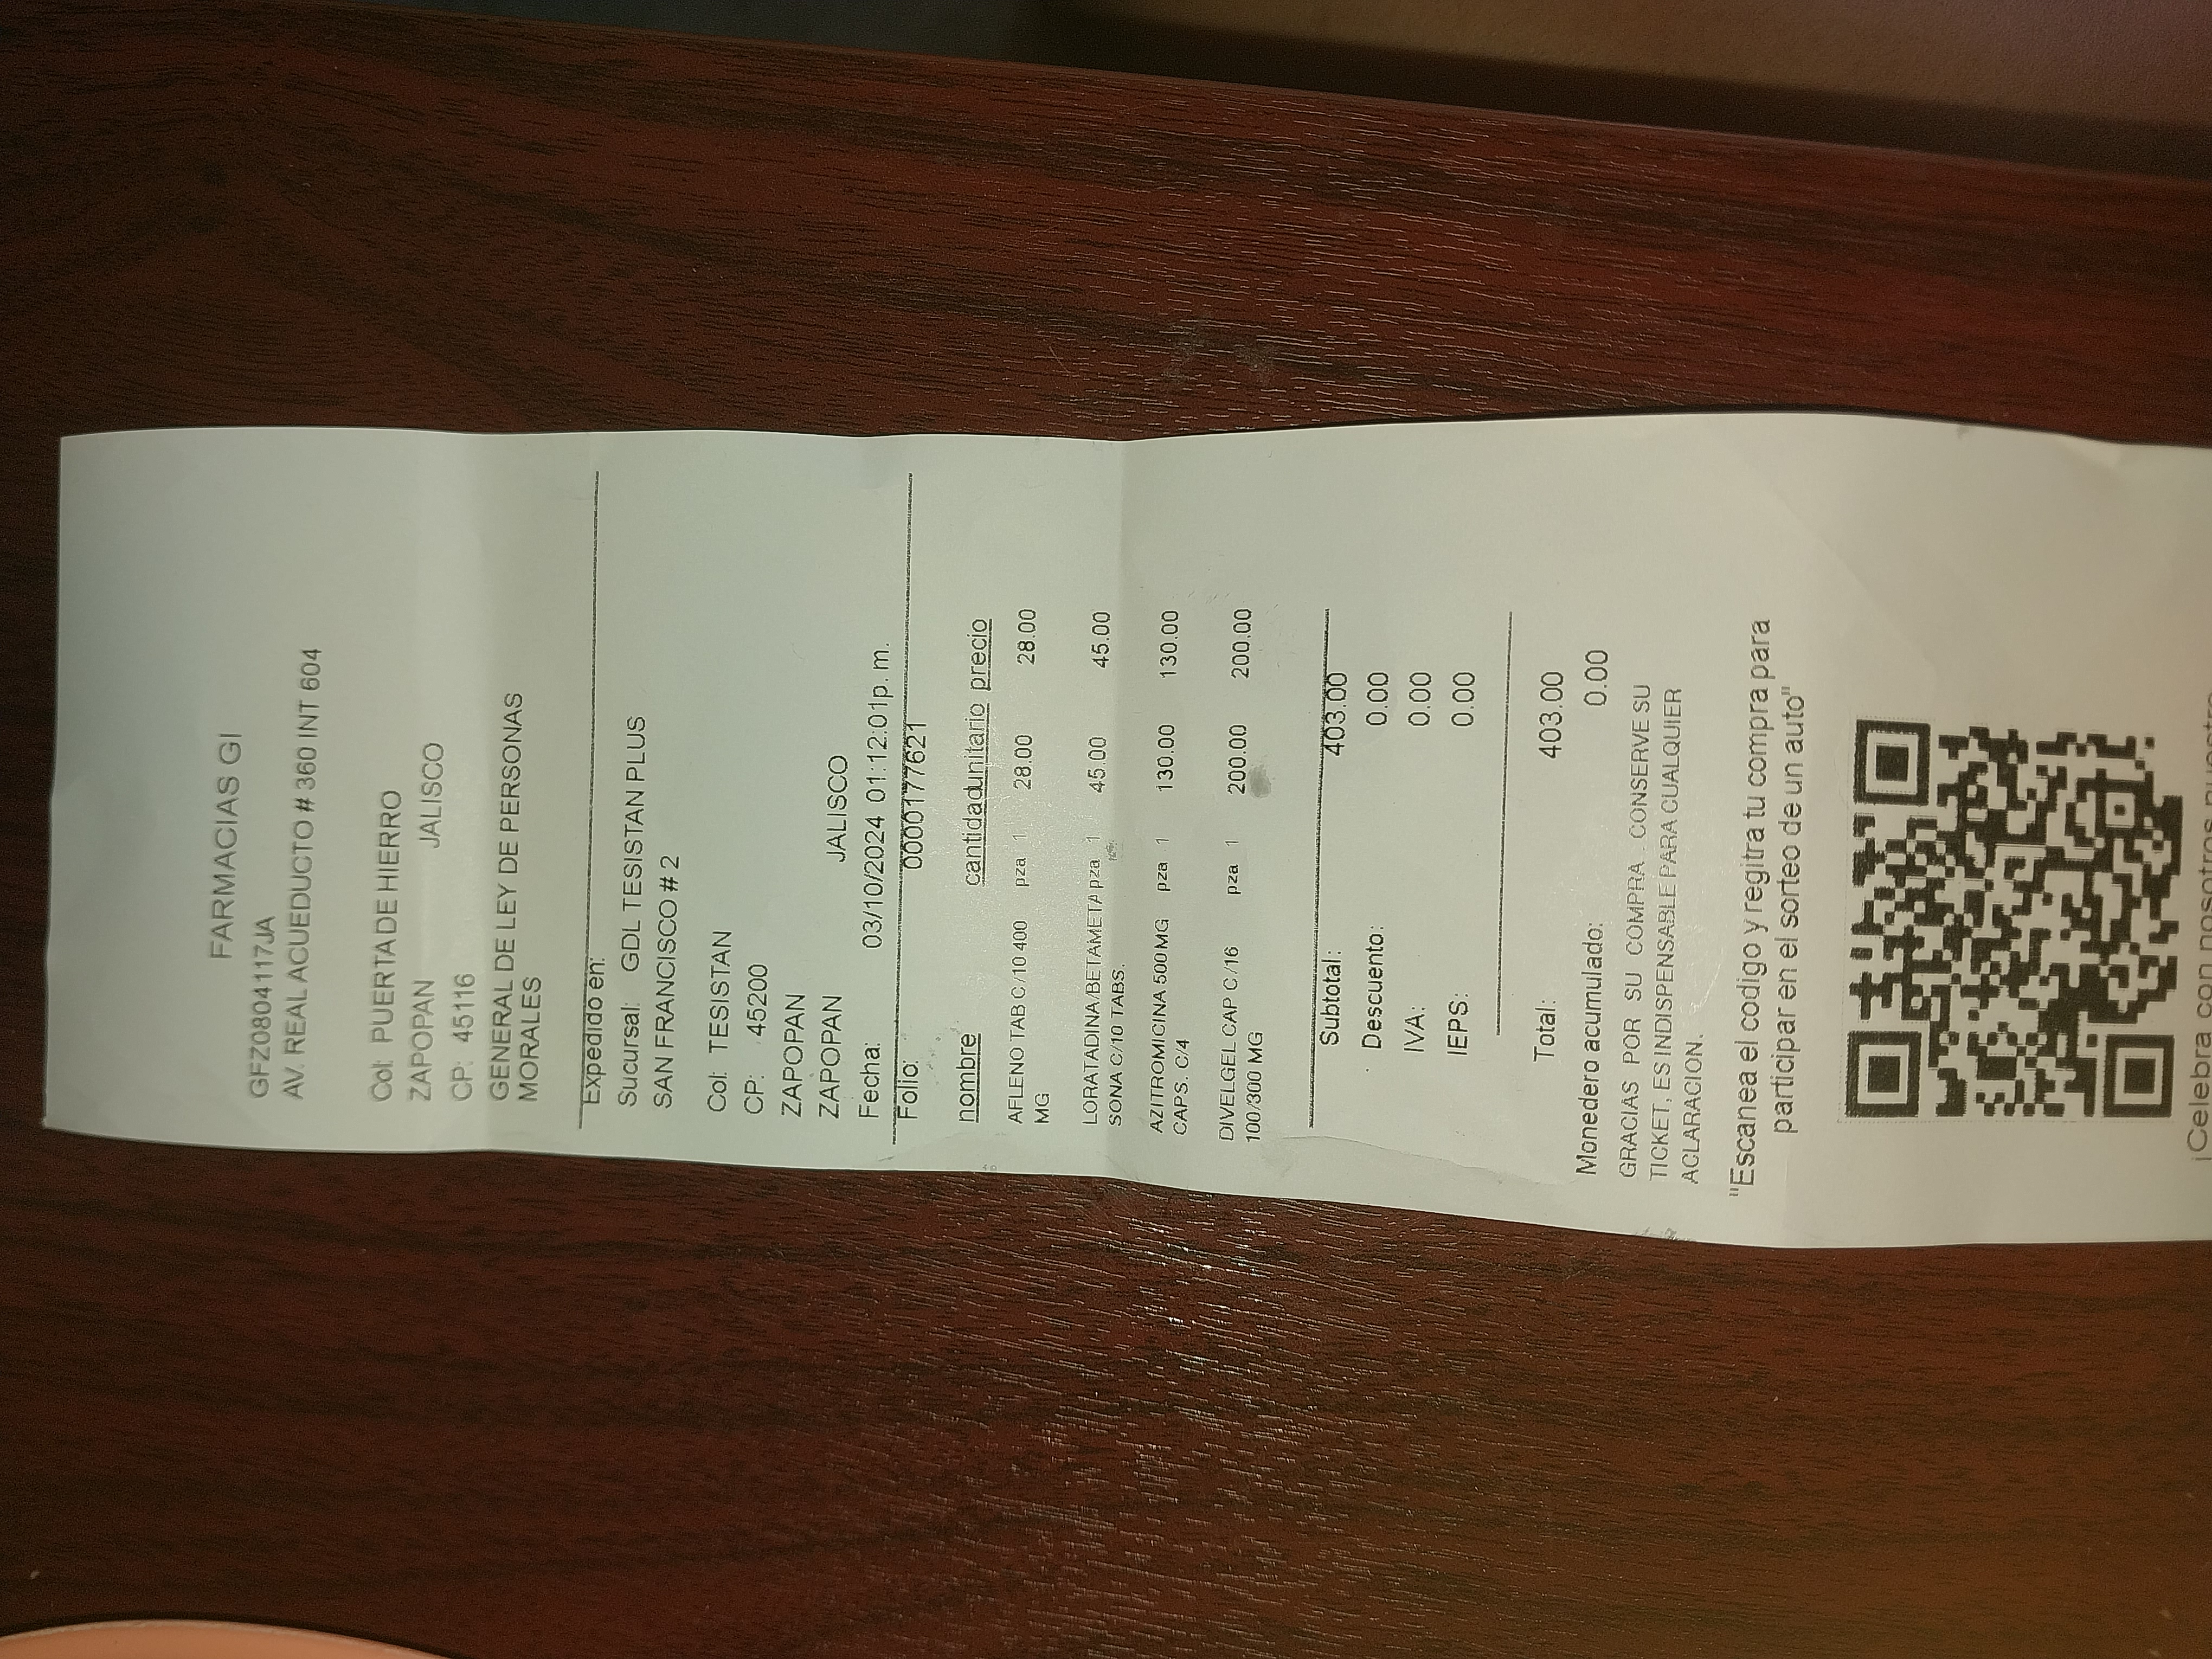 FARMACIAS GI
GFZ0804117JA
AV. REAL ACUEDUCTO # 360 INT 604
Col: PUERTA DE HIERRO
ZAPOPAN JALISCO
CP: 45116
GENERAL DE LEY DE PERSONAS
MORALES
Expedido en:
Sucursal: GDL TESISTAN PLUS
SAN FRANCISCO # 2
Col: TESISTAN
CP: 45200
ZAPOPAN
ZAPOPAN JALISCO
Fecha: 03/10/2024 01:12:01p. m.
Folio: 0000177621
nombre cantidadunitario precio
AFLENO TAB C/10 400 pza 1 28.00 28.00
MG
LORATADINA/BETAMETA pza 1 45.00 45.00
SONA C/10 TABS.
AZITROMICINA 500 MG pza 1 130.00 130.00
CAPS. C/4
DIVELGEL CAP C/16 pza 1 200.00 200.00
100/300 MG
Subtotal: 403.00
Descuento: 0.00
IVA: 0.00
IEPS: 0.00
Total: 403.00
Monedero acumulado: 0.00
GRACIAS POR SU COMPRA . CONSERVE SU
TICKET, ES INDISPENSABLE PARA CUALQUIER
ACLARACION.
"Escanea el codigo y regitra tu compra para
participar en el sorteo de un auto"
¡Celebra con nosotros nuestro